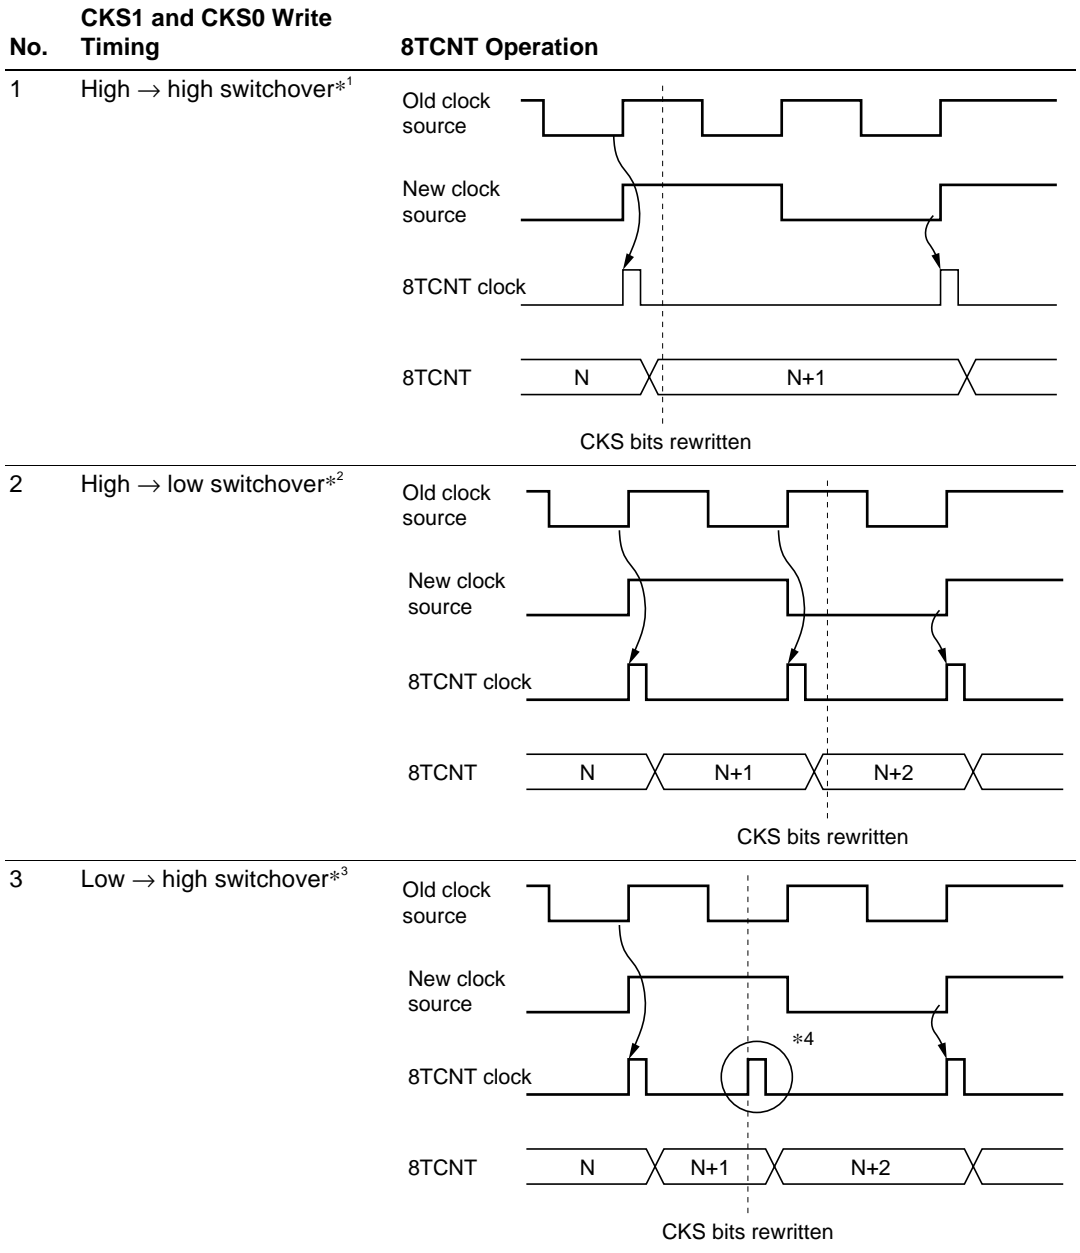 CKS1 and CKS0 Write
No. Timing 8TCNT Operation
1 High → high switchover*1
Old clock
source
New clock
source
8TCNT clock
8TCNT N N+1
CKS bits rewritten
2 High → low switchover*2
Old clock
source
New clock
source
8TCNT clock
8TCNT N N+1 N+2
CKS bits rewritten
3 Low → high switchover*3
Old clock
source
New clock
source
*4
8TCNT clock
8TCNT N N+1 N+2
CKS bits rewritten